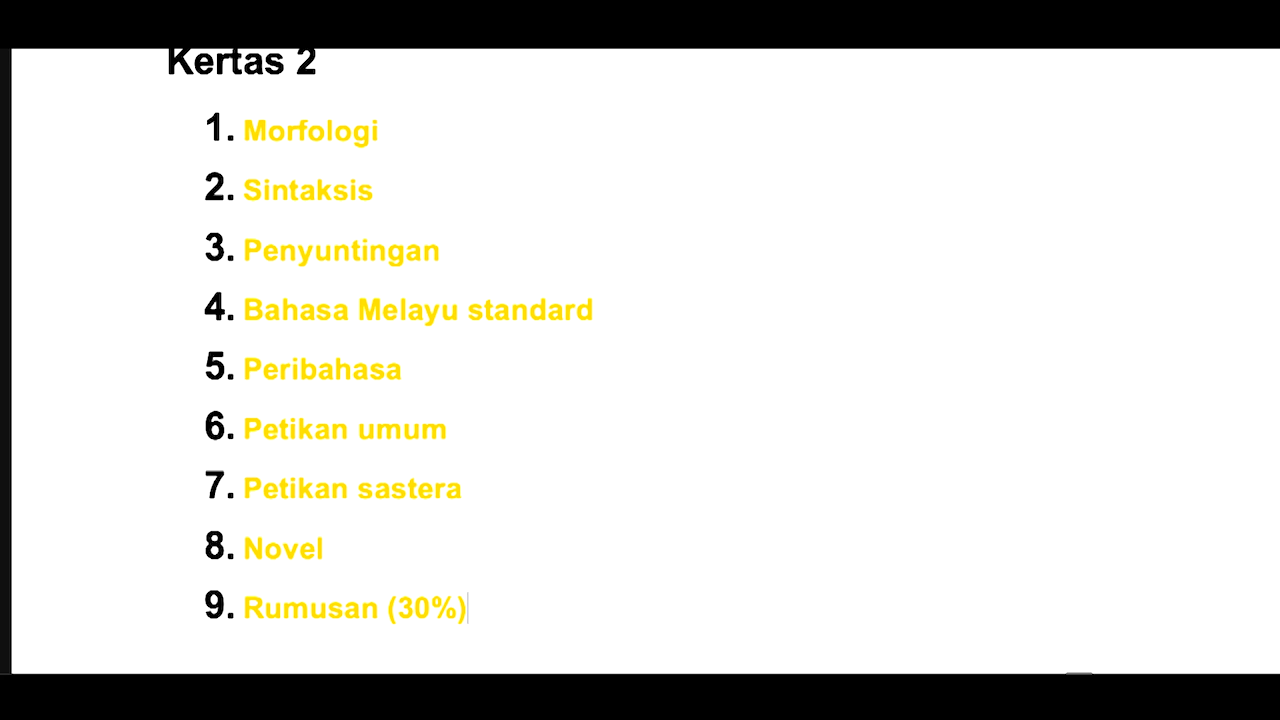 Kertas 2
1. Morfologi
2. Sintaksis
3. Penyuntingan
4. Bahasa Melayu standard
5. Peribahasa
6. Petikan umum
7. Petikan sastera
8. Novel
9. Rumusan (30%)